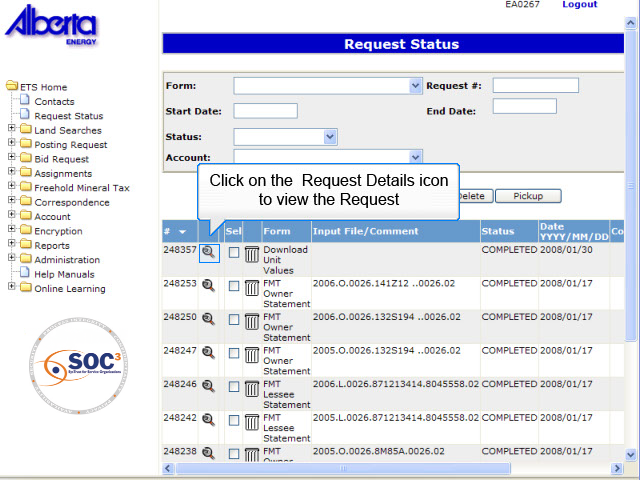 EA0267 Logout
Alberta
ENERGY
Request Status
ETS Home
Contacts
Request Status
Land Searches
Posting Request
Bid Request
Assignments
Freehold Mineral Tax
Correspondence
Account
Encryption
Reports
Administration
Help Manuals
Online Learning
SOC3
Form: Request #:
Start Date: End Date:
Status:
Account:
Click on the Request Details icon
to view the Request
Delete Pickup
# Sel Form Input File/Comment Status Date
YYYY/MM/DD Co
248357 Download
Unit
Values COMPLETED 2008/01/30
248253 FMT
Owner
Statement 2006.O.0026.141Z12 ..0026.02 COMPLETED 2008/01/17
248250 FMT
Owner
Statement 2006.O.0026.132S194 ..0026.02 COMPLETED 2008/01/17
248247 FMT
Owner
Statement 2005.O.0026.132S194 ..0026.02 COMPLETED 2008/01/17
248246 FMT
Lessee
Statement 2006.L.0026.871213414.8045558.02 COMPLETED 2008/01/17
248242 FMT
Lessee
Statement 2005.L.0026.871213414.8045558.02 COMPLETED 2008/01/17
248238 FMT
Owner 2005.O.0026.8M85A.0026.02 COMPLETED 2008/01/17